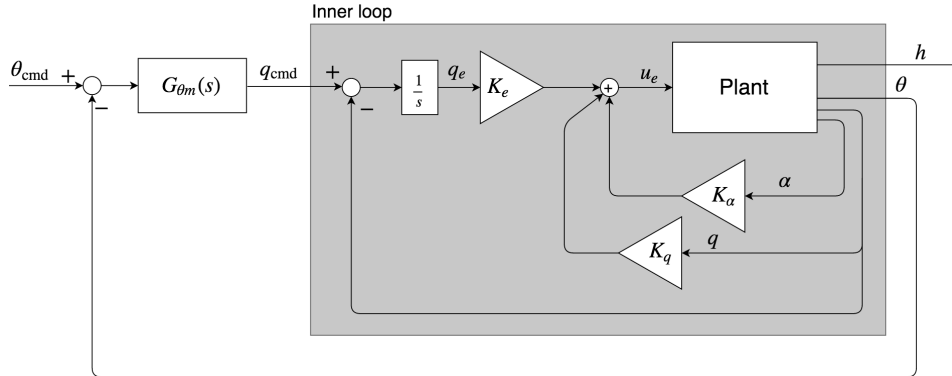 Inner loop
θcmd + − Gθm(s) qcmd + − 1/s qe Ke + ue Plant h
θ
Kα α
Kq q